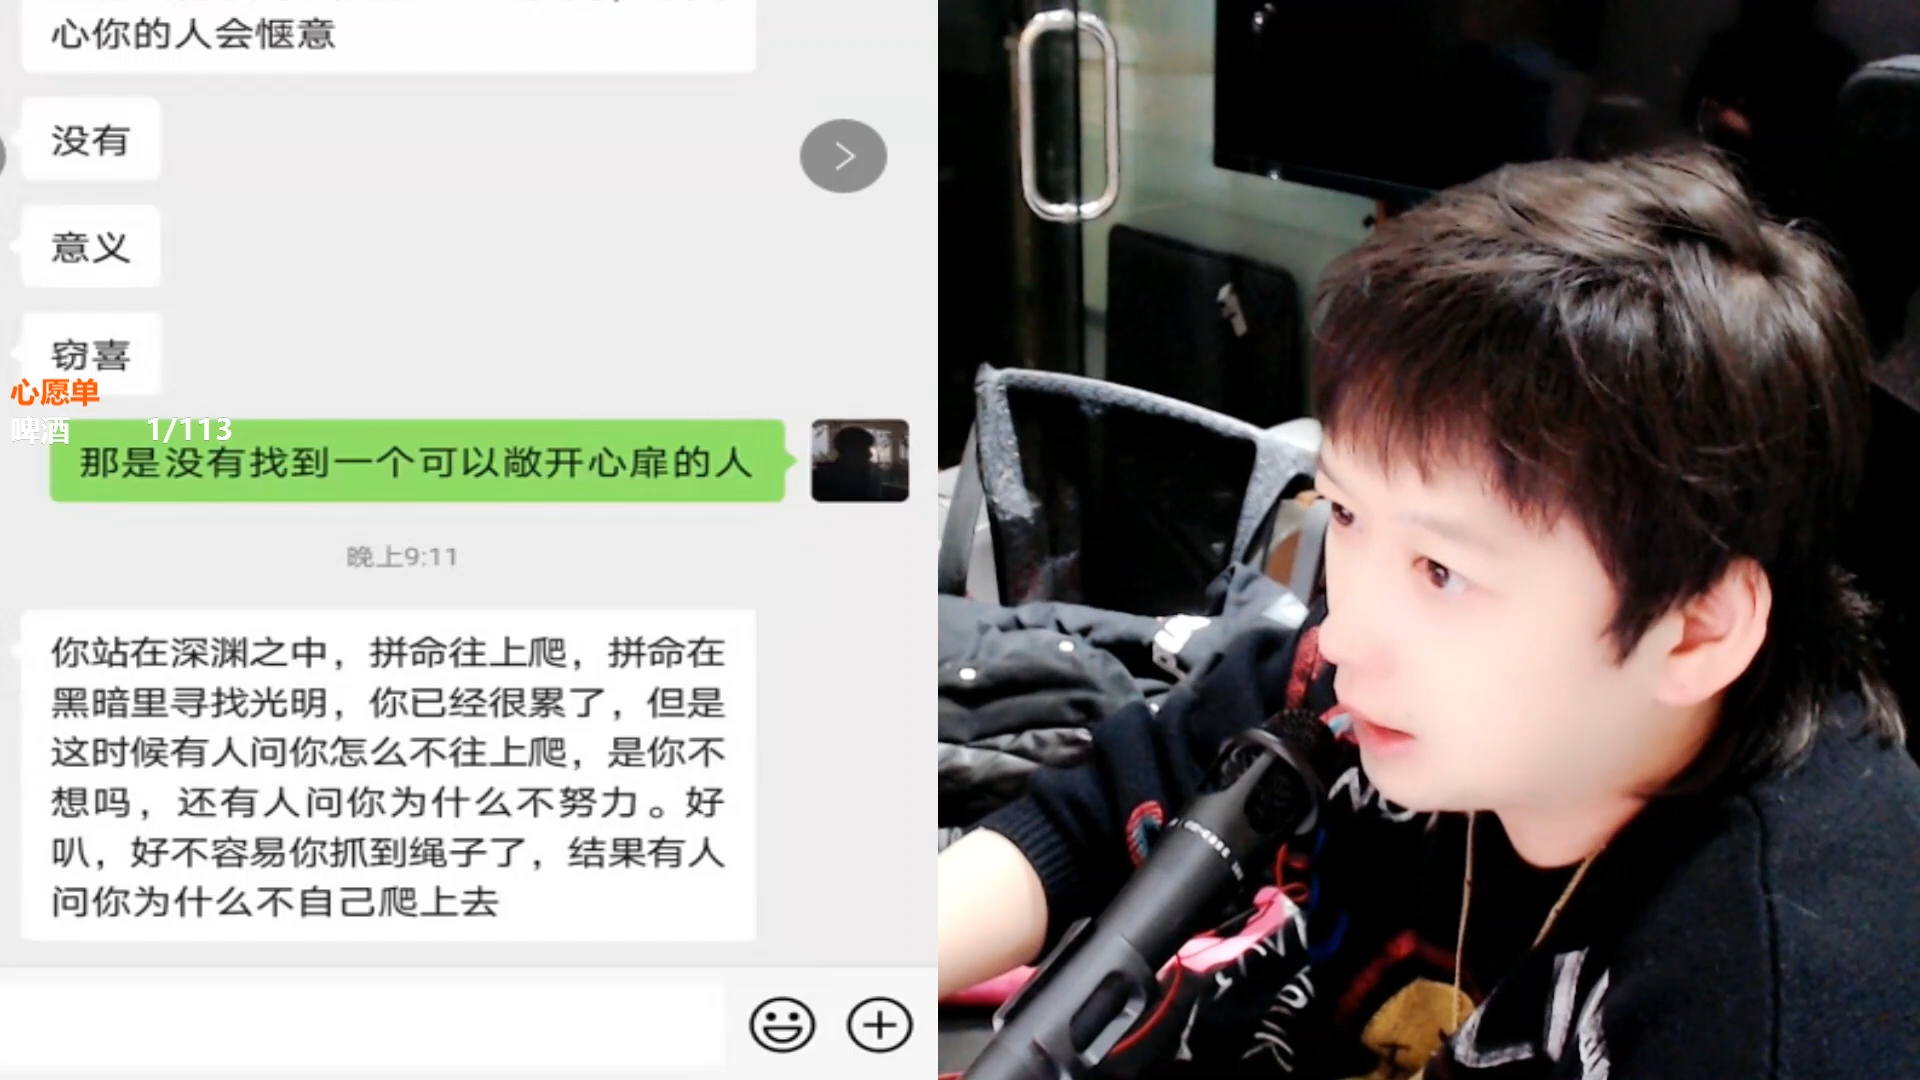 心你的人会惬意
没有
意义
窃喜
心愿单
啤酒 1/113
那是没有找到一个可以敞开心扉的人
晚上9:11
你站在深渊之中，拼命往上爬，拼命在
黑暗里寻找光明，你已经很累了，但是
这时候有人问你怎么不往上爬，是你不
想吗，还有人问你为什么不努力。好
叭，好不容易你抓到绳子了，结果有人
问你为什么不自己爬上去